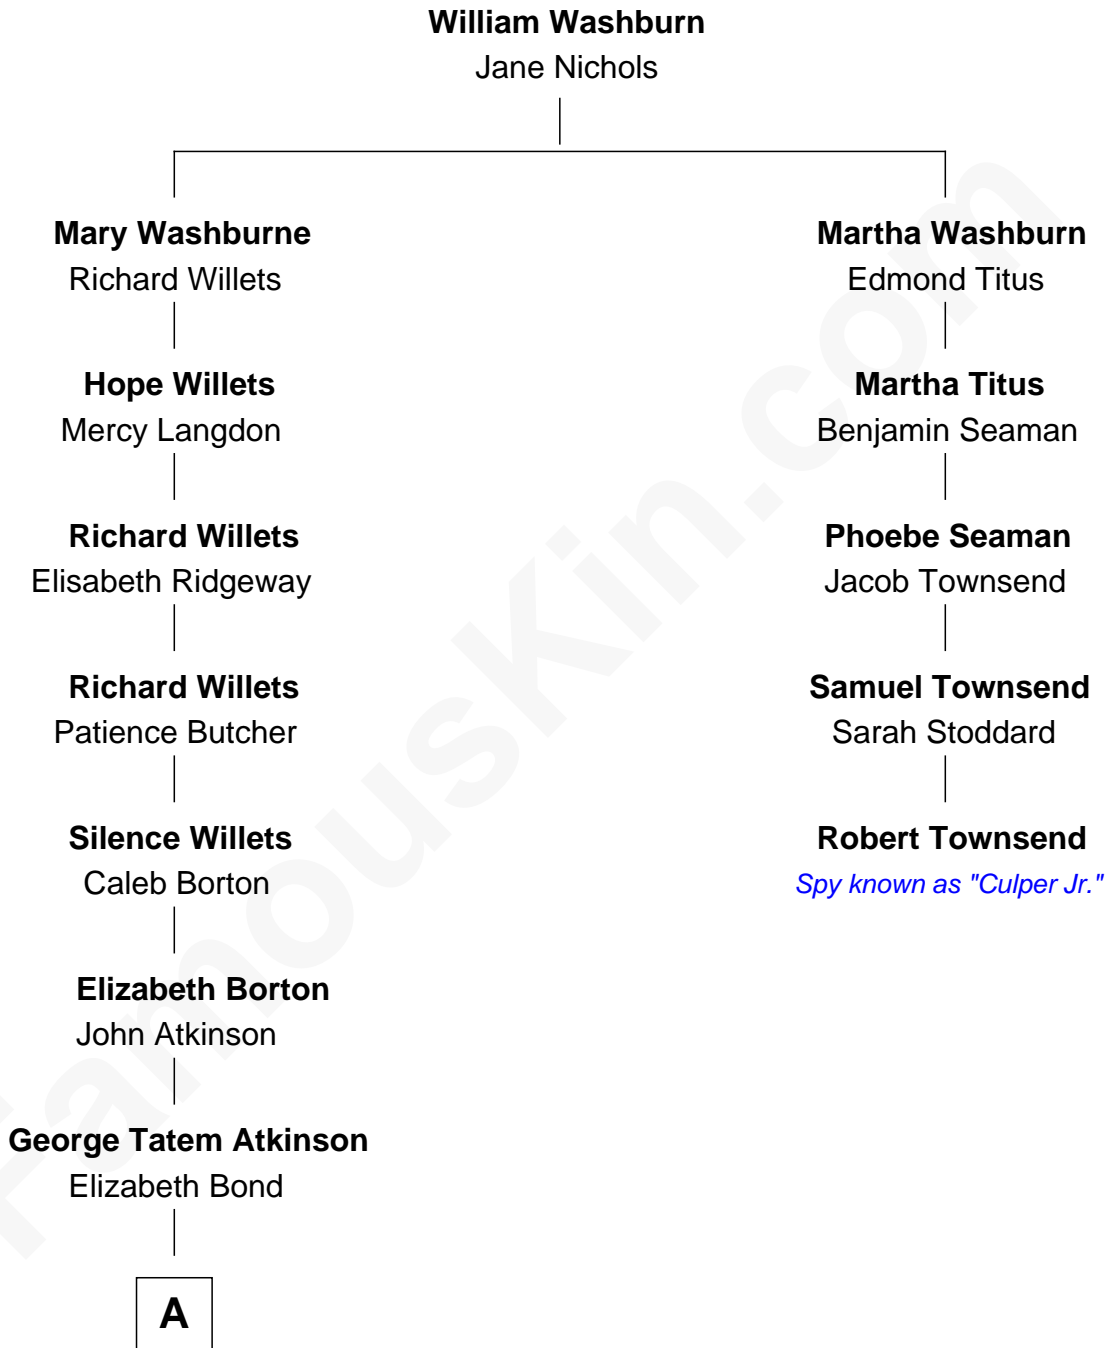 William Washburn
Jane Nichols
Mary Washburne
Richard Willets
Martha Washburn
Edmond Titus
Hope Willets
Mercy Langdon
Martha Titus
Benjamin Seaman
Richard Willets
Elisabeth Ridgeway
Phoebe Seaman
Jacob Townsend
Richard Willets
Patience Butcher
Samuel Townsend
Sarah Stoddard
Silence Willets
Caleb Borton
Robert Townsend
Spy known as "Culper Jr."
Elizabeth Borton
John Atkinson
George Tatem Atkinson
Elizabeth Bond
A
FamousKin.com